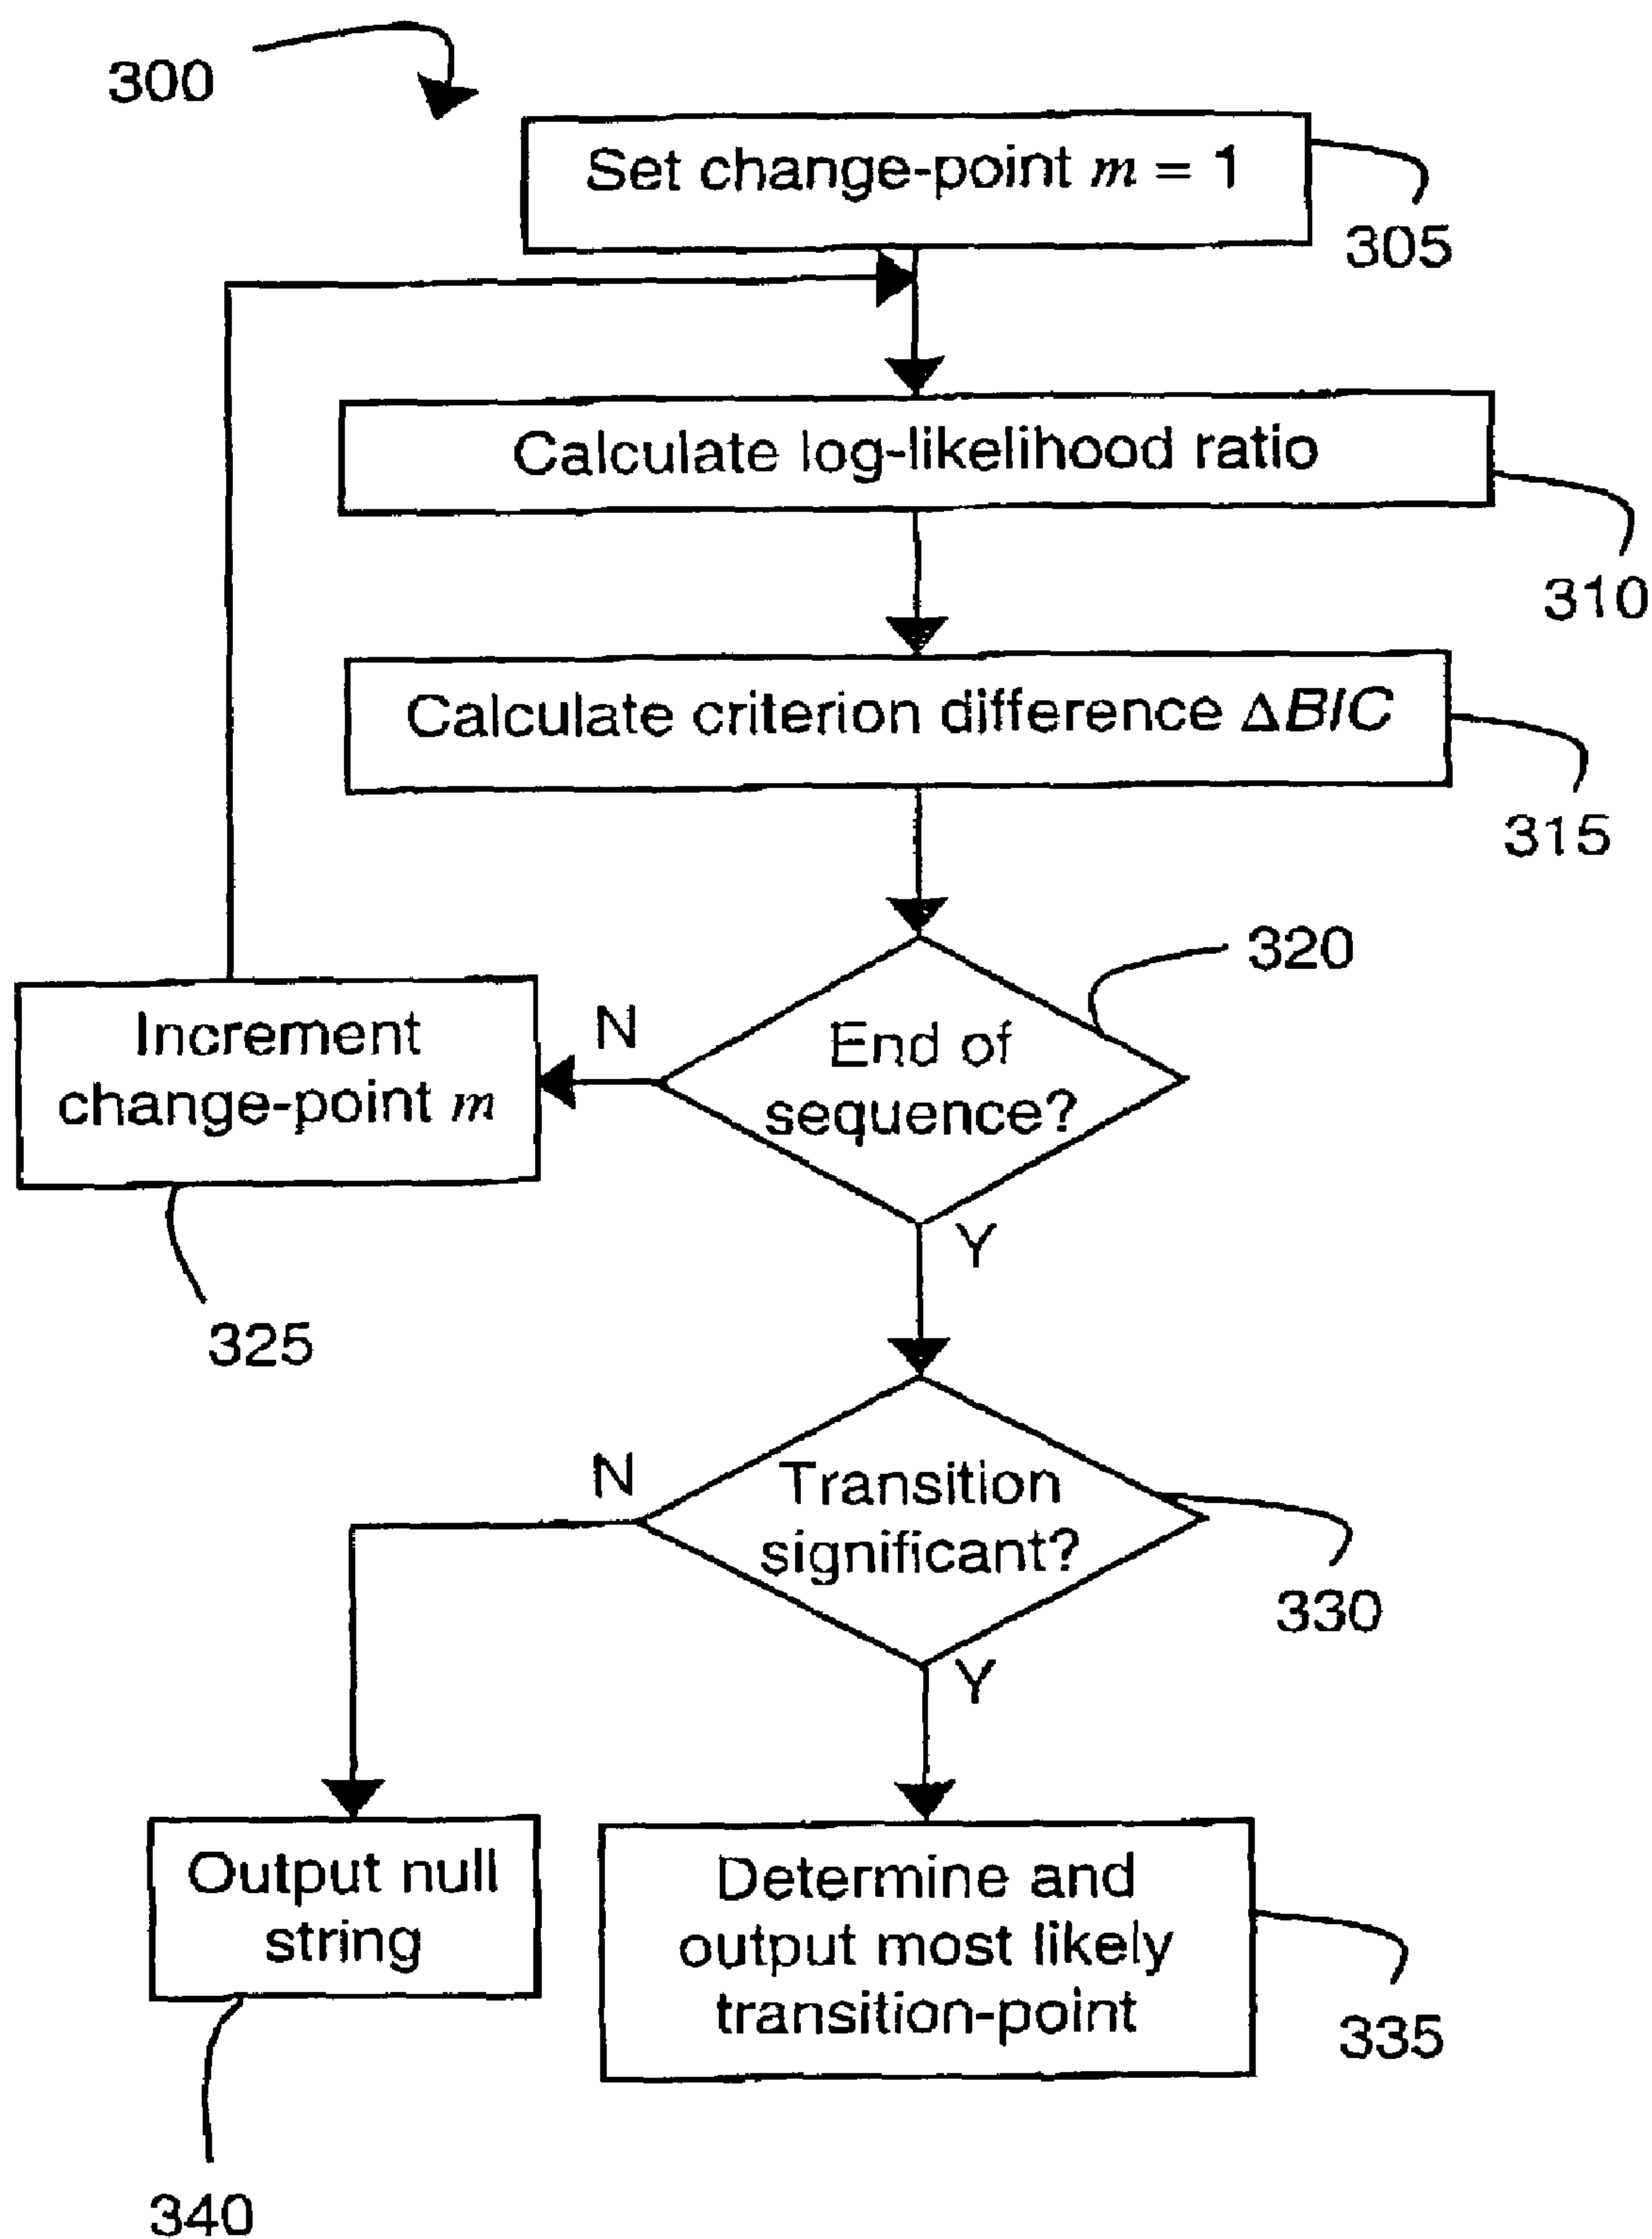 300
Set change-point m = 1
305
Calculate log-likelihood ratio
310
Calculate criterion difference ΔBIC
315
320
End of
sequence?
N
Increment
change-point m
325
Y
Transition
significant?
N
330
Y
Output null
string
Determine and
output most likely
transition-point
335
340